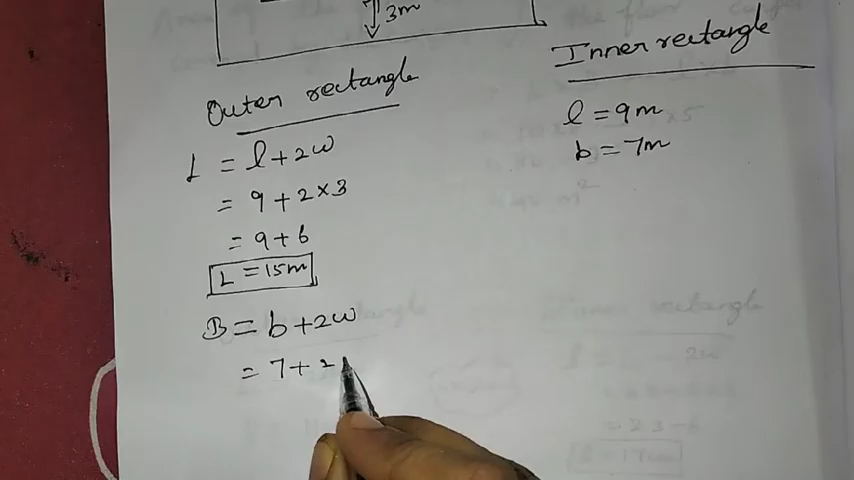 3m
Outer rectangle
L = l + 2w
= 9 + 2 × 3
= 9 + 6
L = 15m
B = b + 2w
= 7 + 2
Inner rectangle
l = 9m
b = 7m